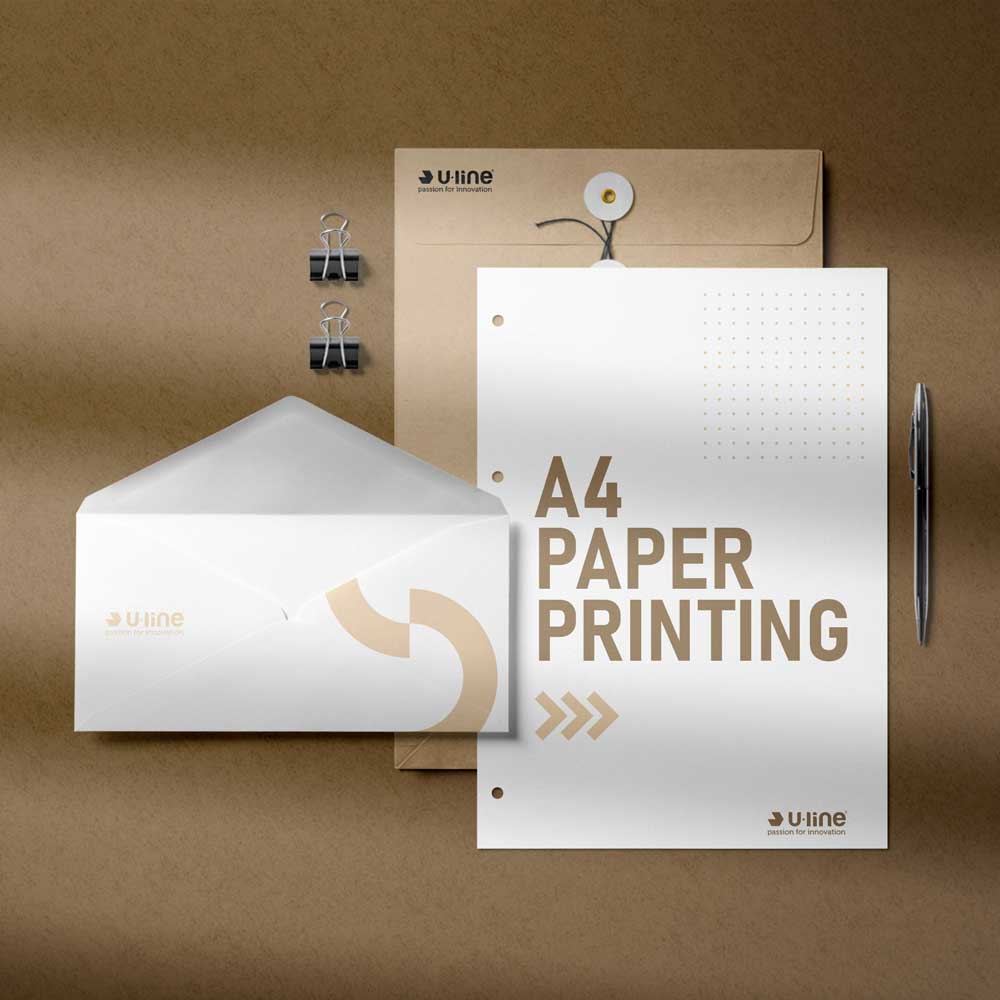 U·line®
passion for innovation
A4
PAPER
PRINTING
U·line
passion for innovation
U·line®
passion for innovation